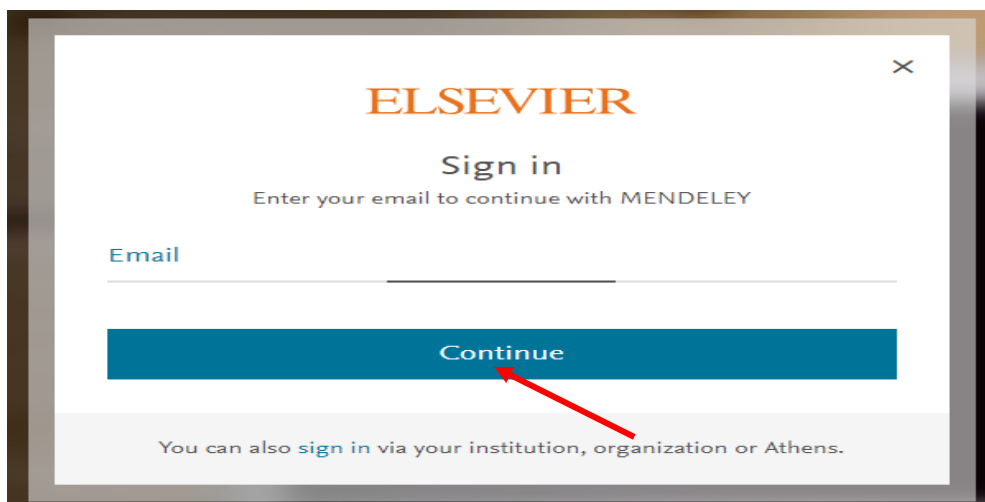 ELSEVIER
Sign in
Enter your email to continue with MENDELEY
Email
Continue
You can also sign in via your institution, organization or Athens.